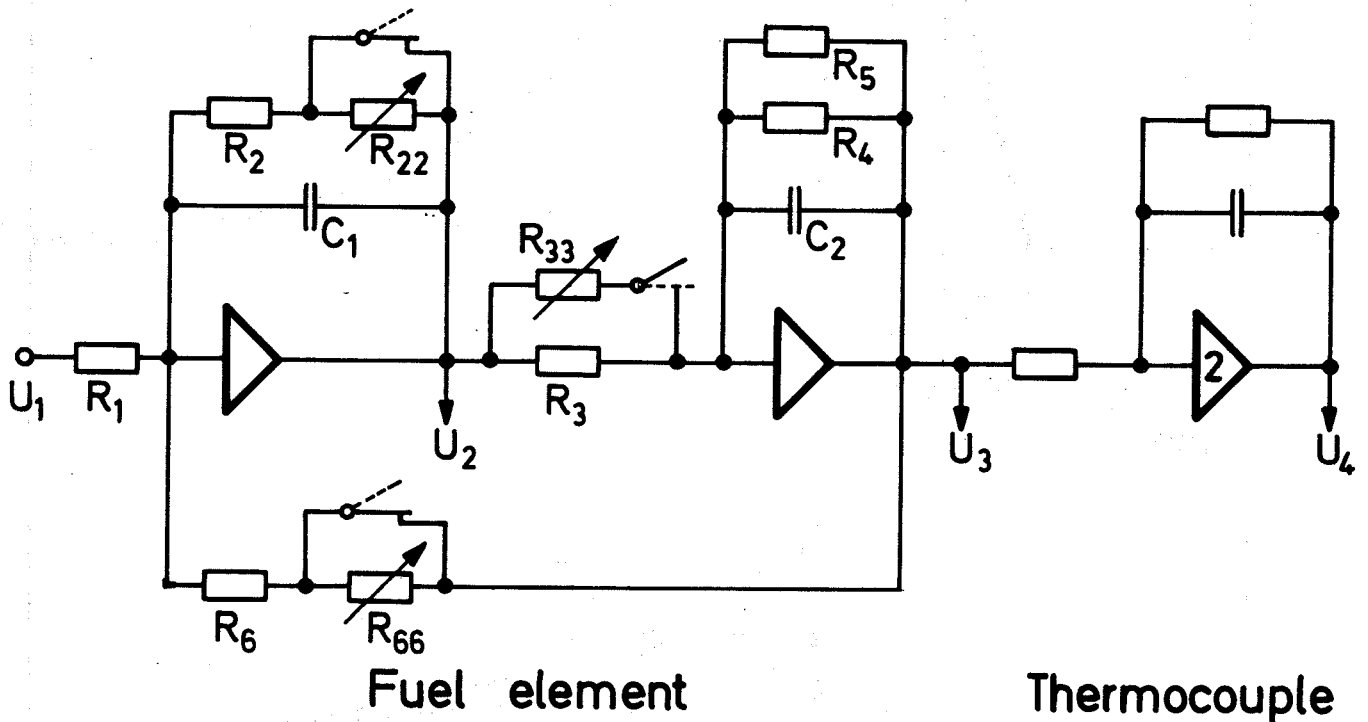 R5
R2
R22
R4
C1
C2
R33
U1
R1
R3
2
U2
U3
U4
R6
R66
Fuel element
Thermocouple